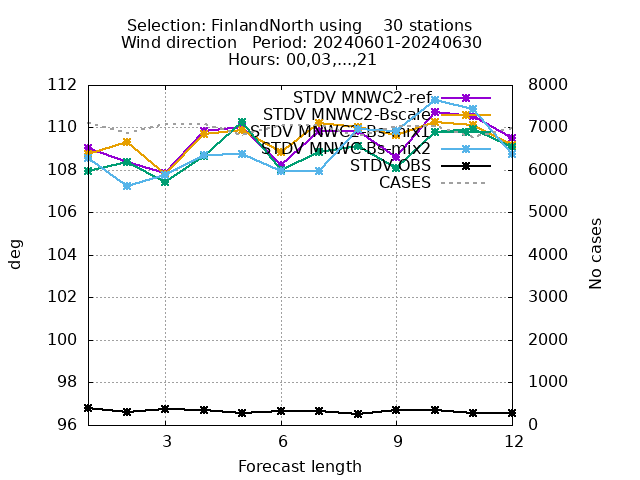 Selection: FinlandNorth using    30 stations
Wind direction   Period: 20240601-20240630
Hours: 00,03,...,21
112
110
108
106
104
102
100
98
96
8000
7000
6000
5000
4000
3000
2000
1000
0
STDV MNWC2-ref
STDV MNWC2-Bscale
STDV MNWC2-Bs-mix1
STDV MNWC-Bs-mix2
STDV OBS
CASES
deg
No cases
3
6
9
12
Forecast length